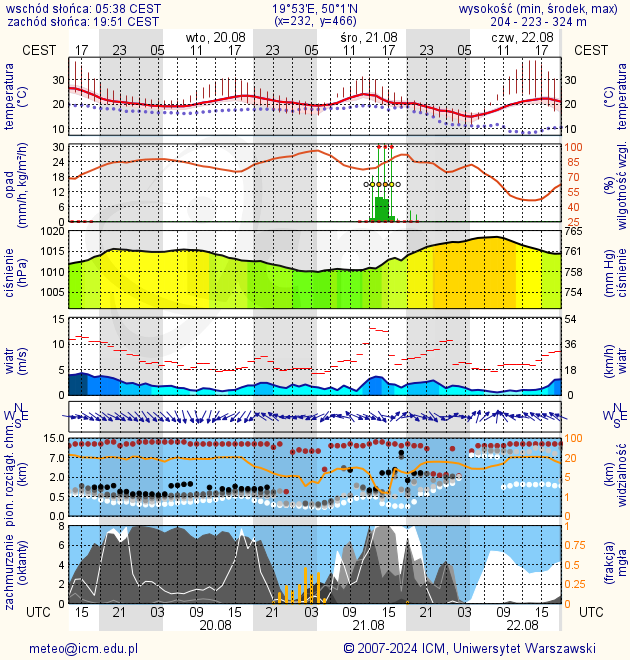 wschód słońca: 05:38 CEST 19°53'E, 50°1'N wysokość (min, środek, max)
zachód słońca: 19:51 CEST (x=232, y=466) 204 - 223 - 324 m
wto, 20.08 śro, 21.08 czw, 22.08
CEST 17 23 05 11 17 23 05 11 17 23 05 11 17 CEST
temperatura (°C) 30 20 10 30 20 10 (°C) temperatura
opad (mm/h, kg/m²/h) 30 24 18 12 6 0 100 85 70 55 40 25 (%) wilgotność wzgl.
ciśnienie (hPa) 1020 1015 1010 1005 765 761 758 754 (mm Hg) ciśnienie
wiatr (m/s) 15 10 5 0 54 36 18 0 (km/h) wiatr
N W E S N W E S
pion. rozciągł. chm. (km) 15.0 7.0 2.0 0.5 0.0 100 20 5 1 0 (km) widzialność
zachmurzenie (oktanty) 8 6 4 2 0 1 0.75 0.5 0.25 0 (frakcja) mgła
UTC 15 21 03 09 15 21 03 09 15 21 03 09 15 UTC
20.08 21.08 22.08
meteo@icm.edu.pl © 2007-2024 ICM, Uniwersytet Warszawski